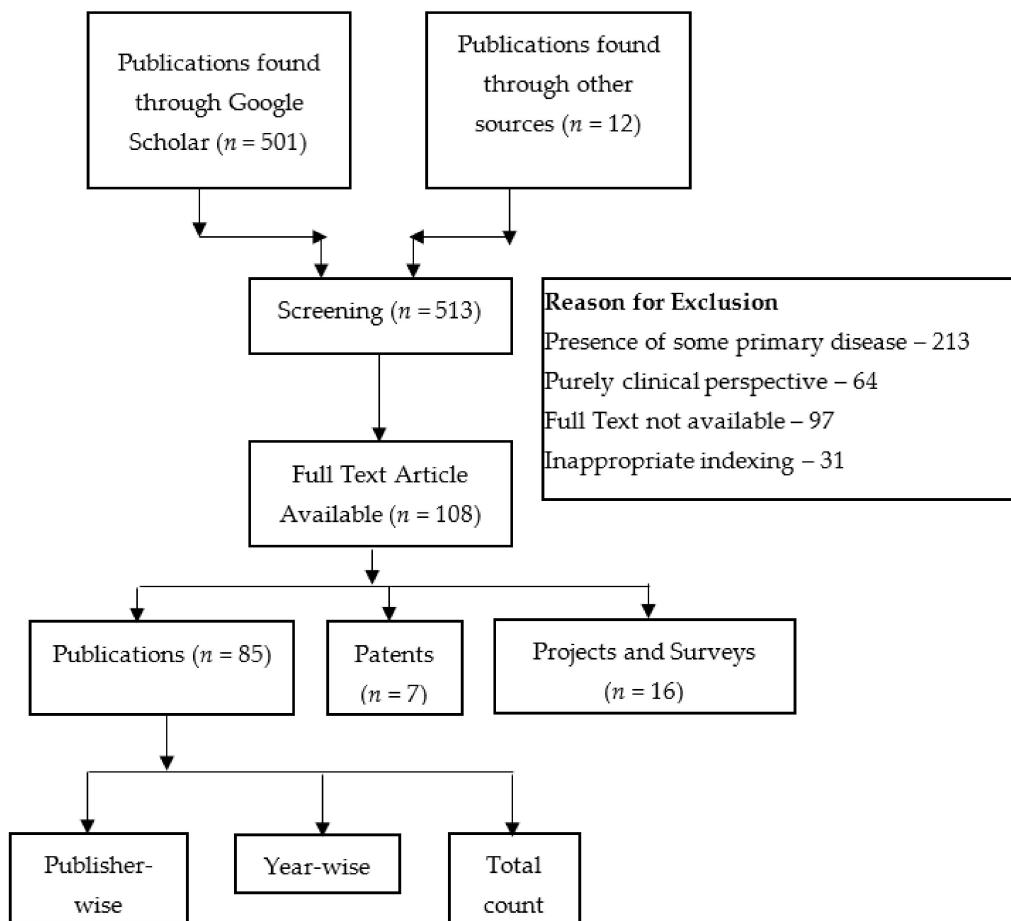 Publications found
through Google
Scholar (n = 501)
Publications found
through other
sources (n = 12)
Screening (n = 513)
Reason for Exclusion
Presence of some primary disease – 213
Purely clinical perspective – 64
Full Text not available – 97
Inappropriate indexing – 31
Full Text Article
Available (n = 108)
Publications (n = 85)
Patents
(n = 7)
Projects and Surveys
(n = 16)
Publisher-
wise
Year-wise
Total
count